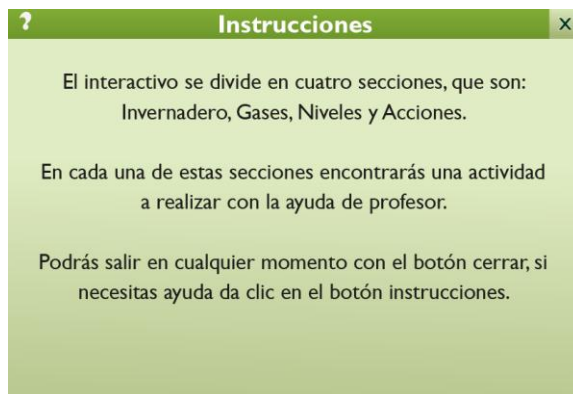 ? Instrucciones X
El interactivo se divide en cuatro secciones, que son:
Invernadero, Gases, Niveles y Acciones.
En cada una de estas secciones encontrarás una actividad
a realizar con la ayuda de profesor.
Podrás salir en cualquier momento con el botón cerrar, si
necesitas ayuda da clic en el botón instrucciones.